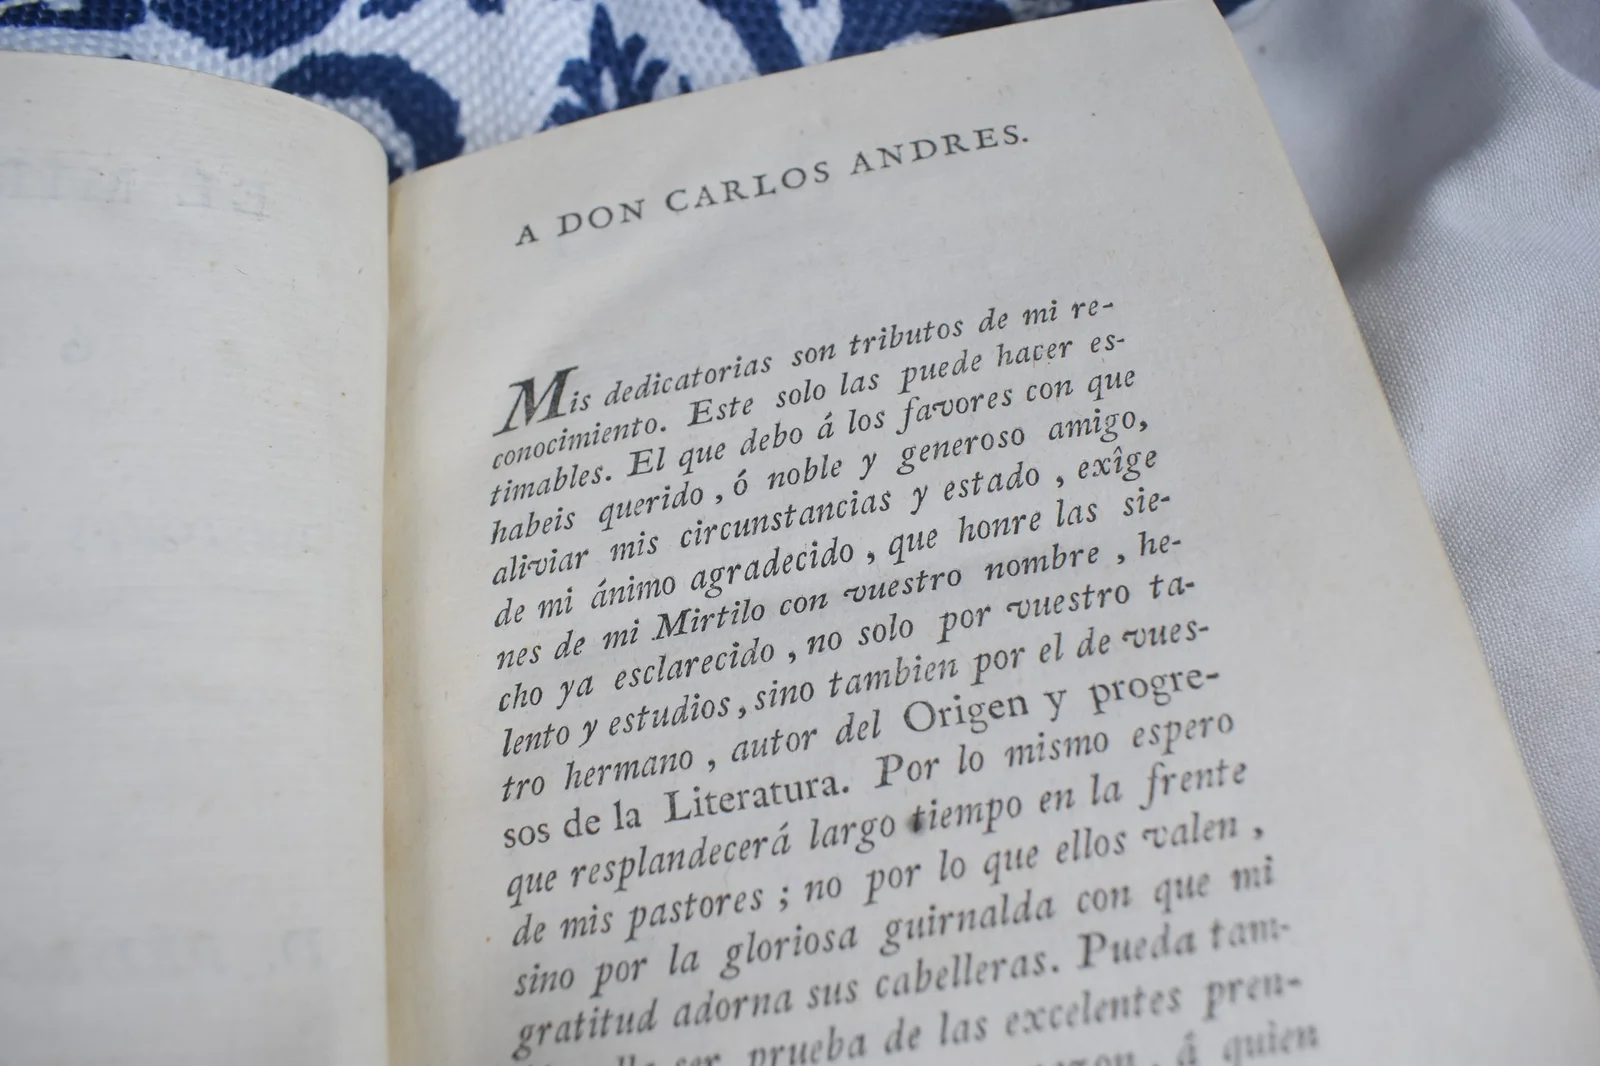 A DON CARLOS ANDRES.
Mis dedicatorias son tributos de mi re-
conocimiento. Este solo las puede hacer es-
timables. El que debo á los favores con que
habeis querido, ó noble y generoso amigo,
aliviar mis circunstancias y estado, exîge
de mi ánimo agradecido, que honre las sie-
nes de mi Mirtilo con vuestro nombre, he-
cho ya esclarecido, no solo por vuestro ta-
lento y estudios, sino tambien por el de vues-
tro hermano, autor del Origen y progre-
sos de la Literatura. Por lo mismo espero
que resplandecerá largo tiempo en la frente
de mis pastores; no por lo que ellos valen,
sino por la gloriosa guirnalda con que mi
gratitud adorna sus cabelleras. Pueda tam-
ser prueba de las excelentes pren-
á quien